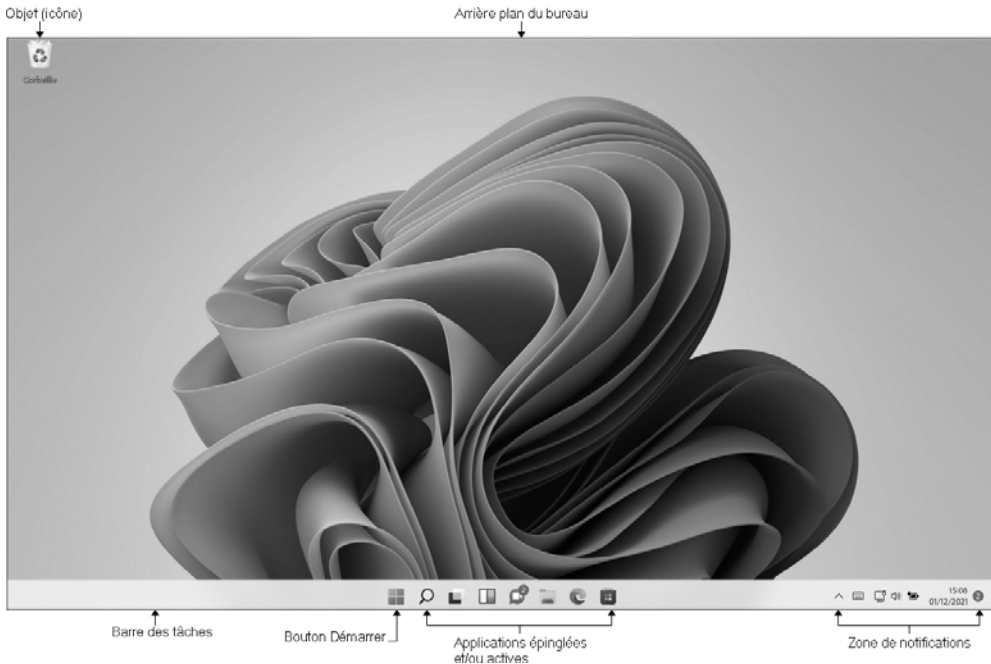 Objet (icône)
Arrière plan du bureau
Corbeille
2
15:08
01/12/2021
Barre des tâches
Bouton Démarrer
Applications épinglées
et/ou actives
Zone de notifications